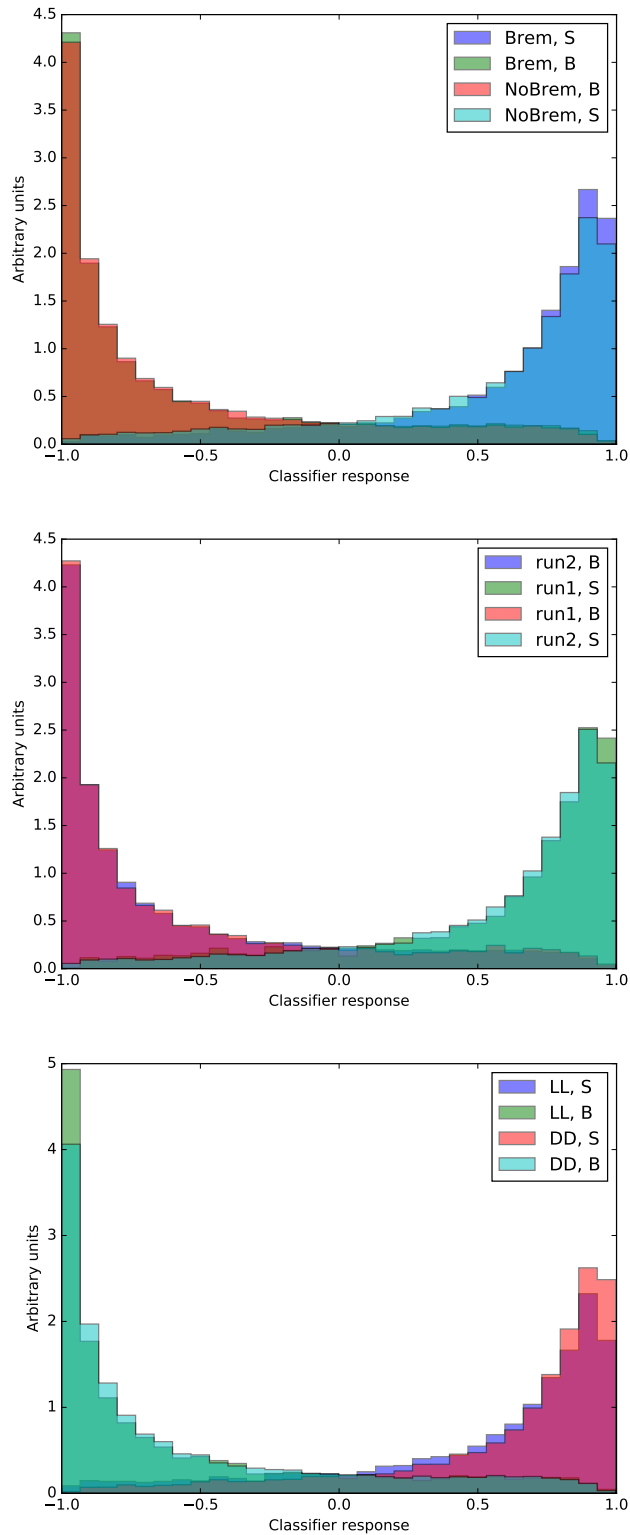 4.5
4.0
3.5
3.0
2.5
2.0
1.5
1.0
0.5
0.0
Arbitrary units
Brem, S
Brem, B
NoBrem, B
NoBrem, S
−1.0 −0.5 0.0 0.5 1.0
Classifier response
4.5
4.0
3.5
3.0
2.5
2.0
1.5
1.0
0.5
0.0
Arbitrary units
run2, B
run1, S
run1, B
run2, S
−1.0 −0.5 0.0 0.5 1.0
Classifier response
5
4
3
2
1
0
Arbitrary units
LL, S
LL, B
DD, S
DD, B
−1.0 −0.5 0.0 0.5 1.0
Classifier response